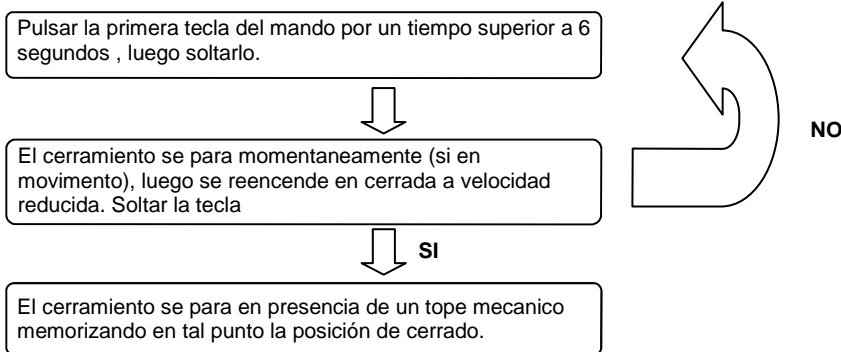 Pulsar la primera tecla del mando por un tiempo superior a 6
segundos , luego soltarlo.
NO
El cerramiento se para momentaneamente (si en
movimiento), luego se reencende en cerrada a velocidad
reducida. Soltar la tecla
SI
El cerramiento se para en presencia de un tope mecanico
memorizando en tal punto la posición de cerrado.